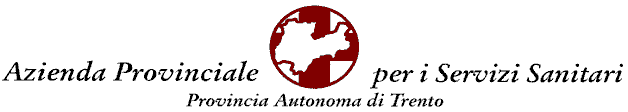 Azienda Provinciale per i Servizi Sanitari
Provincia Autonoma di Trento